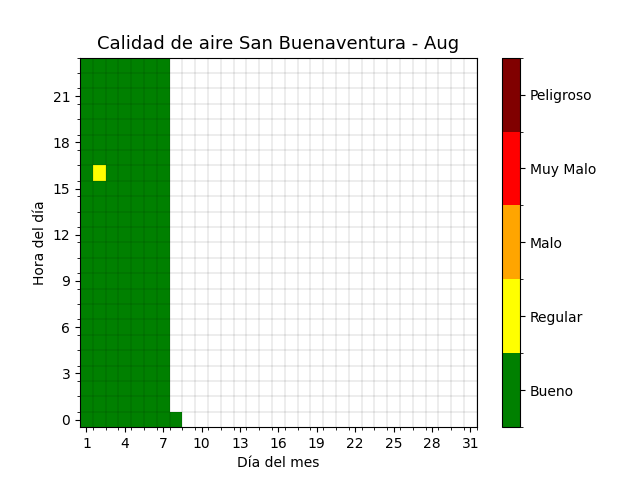 Calidad de aire San Buenaventura - Aug
Hora del día
21
18
15
12
9
6
3
0
1 4 7 10 13 16 19 22 25 28 31
Día del mes
Peligroso
Muy Malo
Malo
Regular
Bueno